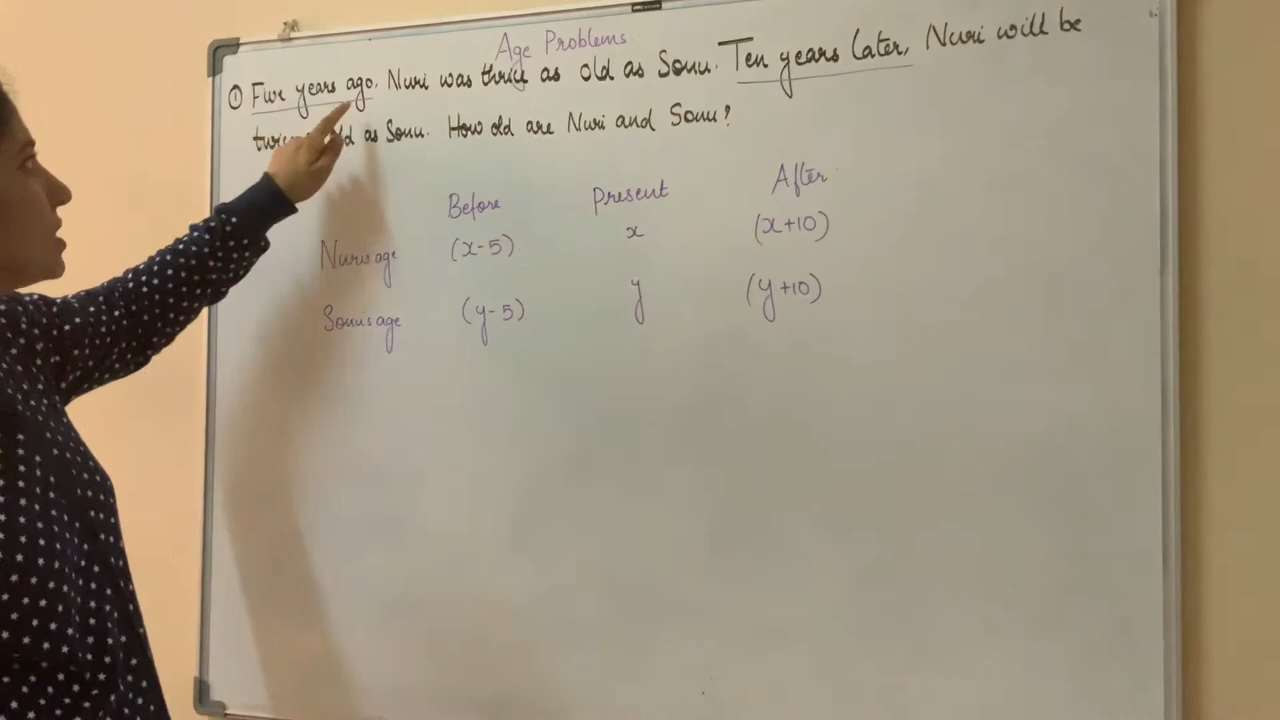 Age Problems
① Five years ago, Nuri was thrice as old as Sonu. Ten years later, Nuri will be
twice old as Sonu. How old are Nuri and Sonu?
Before Present After
Nuri's age (x-5) x (x+10)
Sonu's age (y-5) y (y+10)